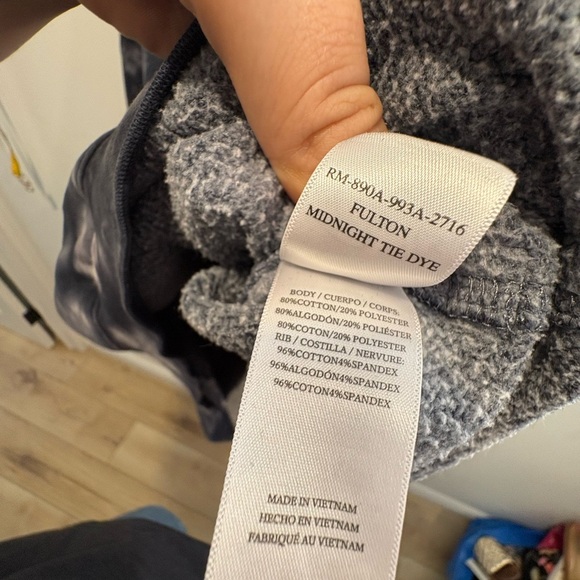 RM-890A-993A-2716
FULTON
MIDNIGHT TIE DYE
BODY / CUERPO / CORPS:
80%COTTON/20% POLYESTER
80%ALGODÓN/20% POLIÉSTER
80%COTON/20% POLYESTER
RIB / COSTILLA / NERVURE:
96%COTTON4%SPANDEX
96%ALGODÓN4%SPANDEX
96%COTON4%SPANDEX
MADE IN VIETNAM
HECHO EN VIETNAM
FABRIQUÉ AU VIETNAM